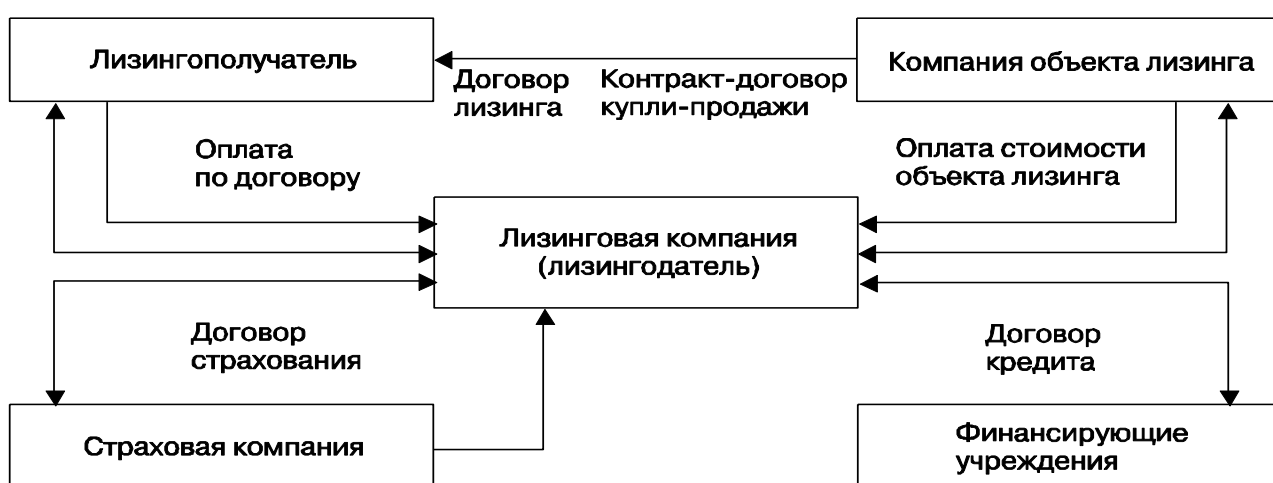 Лизингополучатель
Компания объекта лизинга
Договор
лизинга
Контракт-договор
купли-продажи
Оплата
по договору
Оплата стоимости
объекта лизинга
Лизинговая компания
(лизингодатель)
Договор
страхования
Договор
кредита
Страховая компания
Финансирующие
учреждения